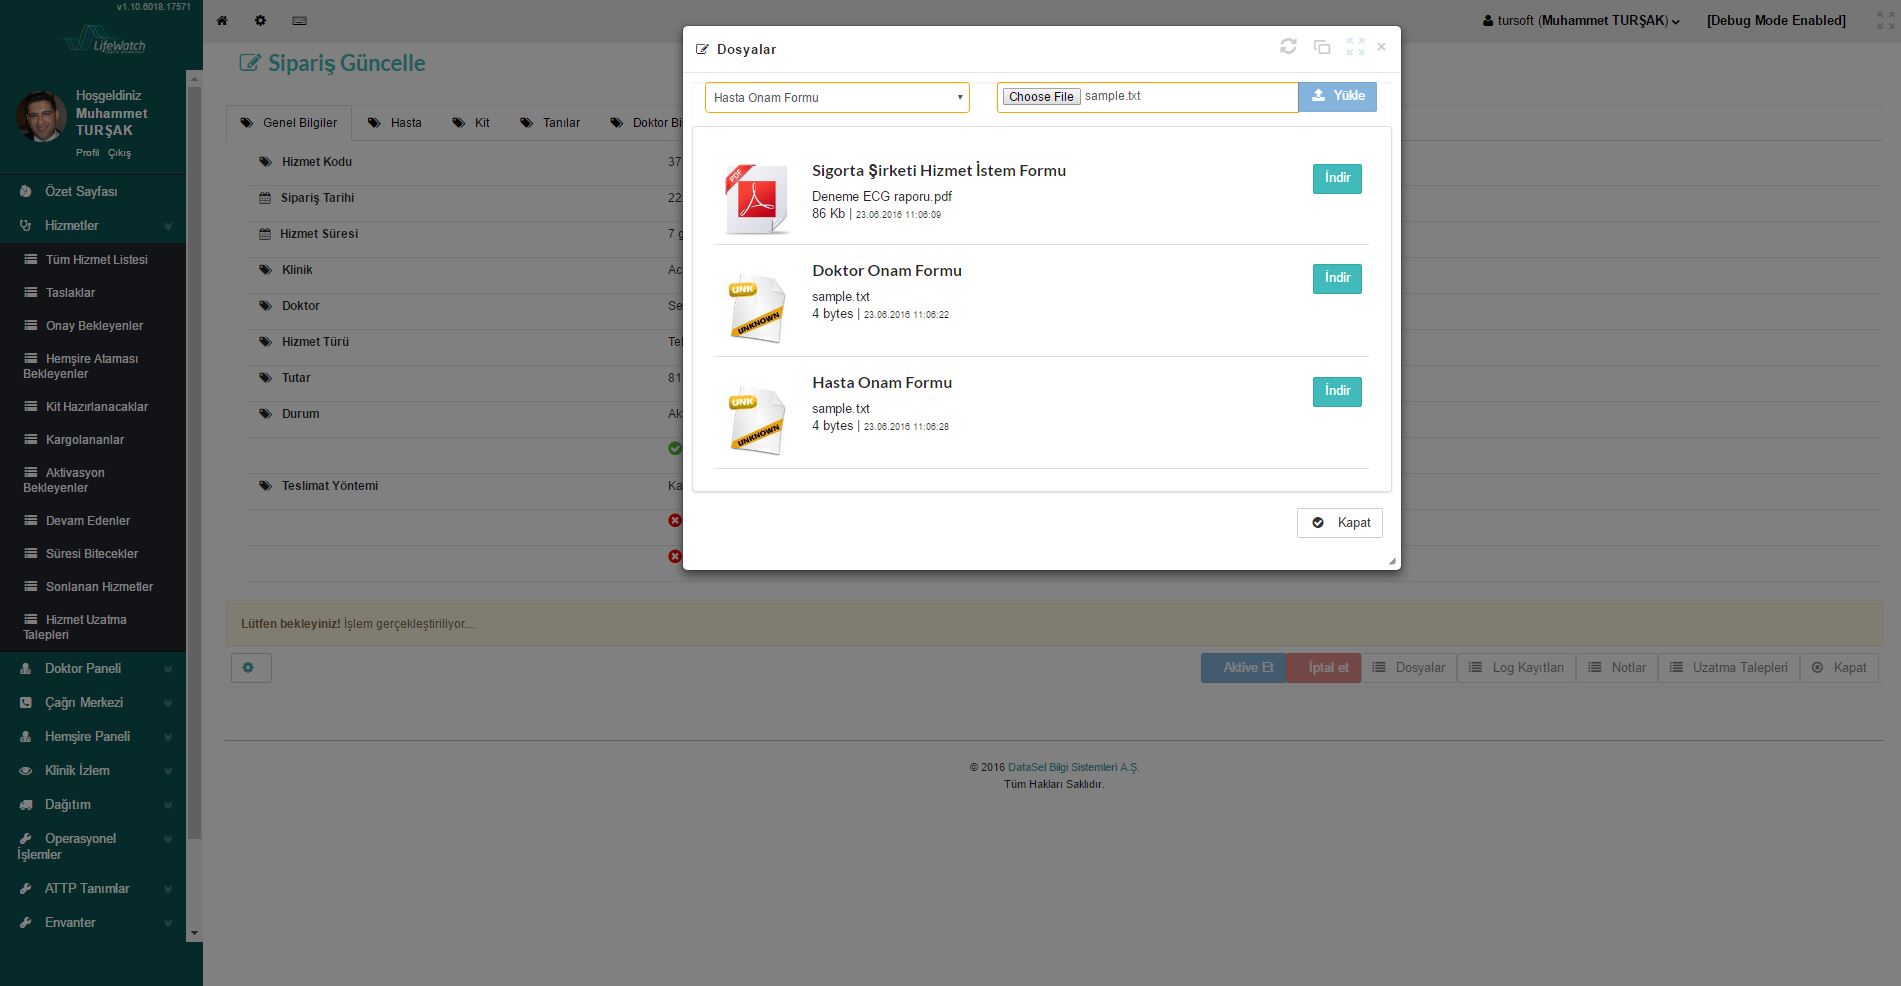 v1.10.6018.17571
LifeWatch
tursoft (Muhammet TURŞAK)
[Debug Mode Enabled]
Hoşgeldiniz
Muhammet
TURŞAK
Profil Çıkış
Özet Sayfası
Hizmetler
Tüm Hizmet Listesi
Taslaklar
Onay Bekleyenler
Hemşire Ataması
Bekleyenler
Kit Hazırlanacaklar
Kargolananlar
Aktivasyon
Bekleyenler
Devam Edenler
Süresi Bitecekler
Sonlanan Hizmetler
Hizmet Uzatma
Talepleri
Doktor Paneli
Çağrı Merkezi
Hemşire Paneli
Klinik İzlem
Dağıtım
Operasyonel
İşlemler
ATTP Tanımlar
Envanter
Sipariş Güncelle
Genel Bilgiler
Hasta
Kit
Tanılar
Doktor Bi
Hizmet Kodu 37
Sipariş Tarihi 22
Hizmet Süresi 7 g
Klinik Ac
Doktor Se
Hizmet Türü Tel
Tutar 81
Durum Ak
Teslimat Yöntemi Ka
Dosyalar
Hasta Onam Formu
Choose File sample.txt
Yükle
Sigorta Şirketi Hizmet İstem Formu
Deneme ECG raporu.pdf
86 Kb | 23.06.2016 11:06:09
İndir
Doktor Onam Formu
sample.txt
4 bytes | 23.06.2016 11:06:22
İndir
Hasta Onam Formu
sample.txt
4 bytes | 23.06.2016 11:06:28
İndir
PDF
UNK
UNKNOWN
UNK
UNKNOWN
Kapat
Lütfen bekleyiniz! İşlem gerçekleştiriliyor....
Aktive Et
İptal et
Dosyalar
Log Kayıtları
Notlar
Uzatma Talepleri
Kapat
© 2016 DataSel Bilgi Sistemleri A.Ş.
Tüm Hakları Saklıdır.